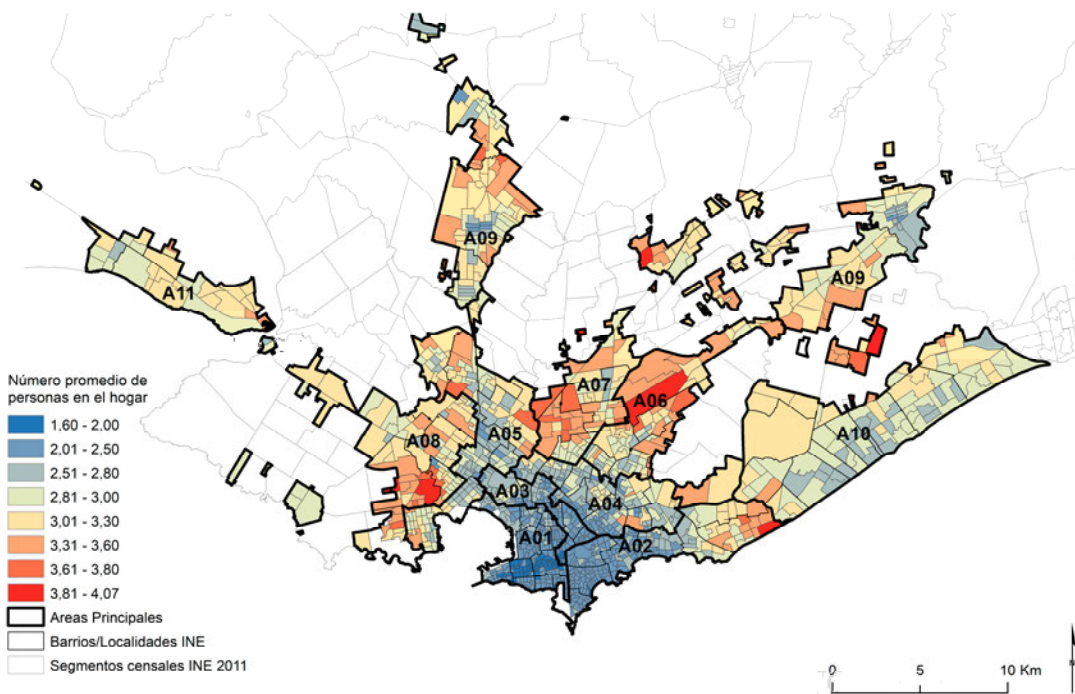 A09
A11
A09
A07
A06
A08
A05
A10
A03
A04
A01
A02
Número promedio de
personas en el hogar
1.60 - 2.00
2,01 - 2,50
2,51 - 2,80
2,81 - 3,00
3,01 - 3,30
3,31 - 3,60
3,61 - 3,80
3,81 - 4,07
Areas Principales
Barrios/Localidades INE
Segmentos censales INE 2011
0 5 10 Km
N